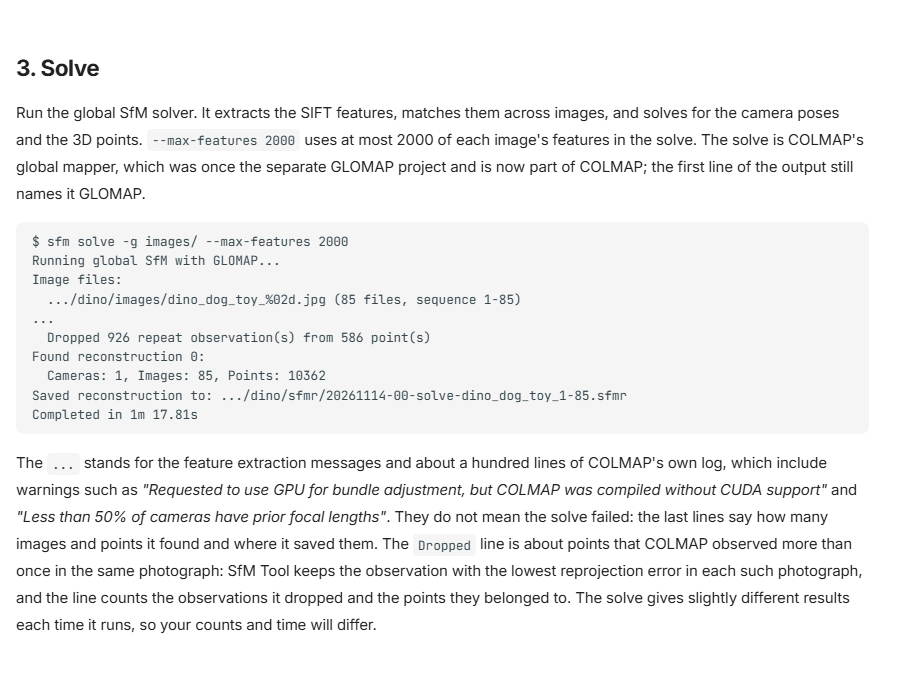 3. Solve
Run the global SfM solver. It extracts the SIFT features, matches them across images, and solves for the camera poses
and the 3D points. --max-features 2000 uses at most 2000 of each image's features in the solve. The solve is COLMAP's
global mapper, which was once the separate GLOMAP project and is now part of COLMAP; the first line of the output still
names it GLOMAP.
$ sfm solve -g images/ --max-features 2000
Running global SfM with GLOMAP...
Image files:
  .../dino/images/dino_dog_toy_%02d.jpg (85 files, sequence 1-85)
...
  Dropped 926 repeat observation(s) from 586 point(s)
Found reconstruction 0:
  Cameras: 1, Images: 85, Points: 10362
Saved reconstruction to: .../dino/sfmr/20261114-00-solve-dino_dog_toy_1-85.sfmr
Completed in 1m 17.81s
The ... stands for the feature extraction messages and about a hundred lines of COLMAP's own log, which include
warnings such as "Requested to use GPU for bundle adjustment, but COLMAP was compiled without CUDA support" and
"Less than 50% of cameras have prior focal lengths". They do not mean the solve failed: the last lines say how many
images and points it found and where it saved them. The Dropped line is about points that COLMAP observed more than
once in the same photograph: SfM Tool keeps the observation with the lowest reprojection error in each such photograph,
and the line counts the observations it dropped and the points they belonged to. The solve gives slightly different results
each time it runs, so your counts and time will differ.